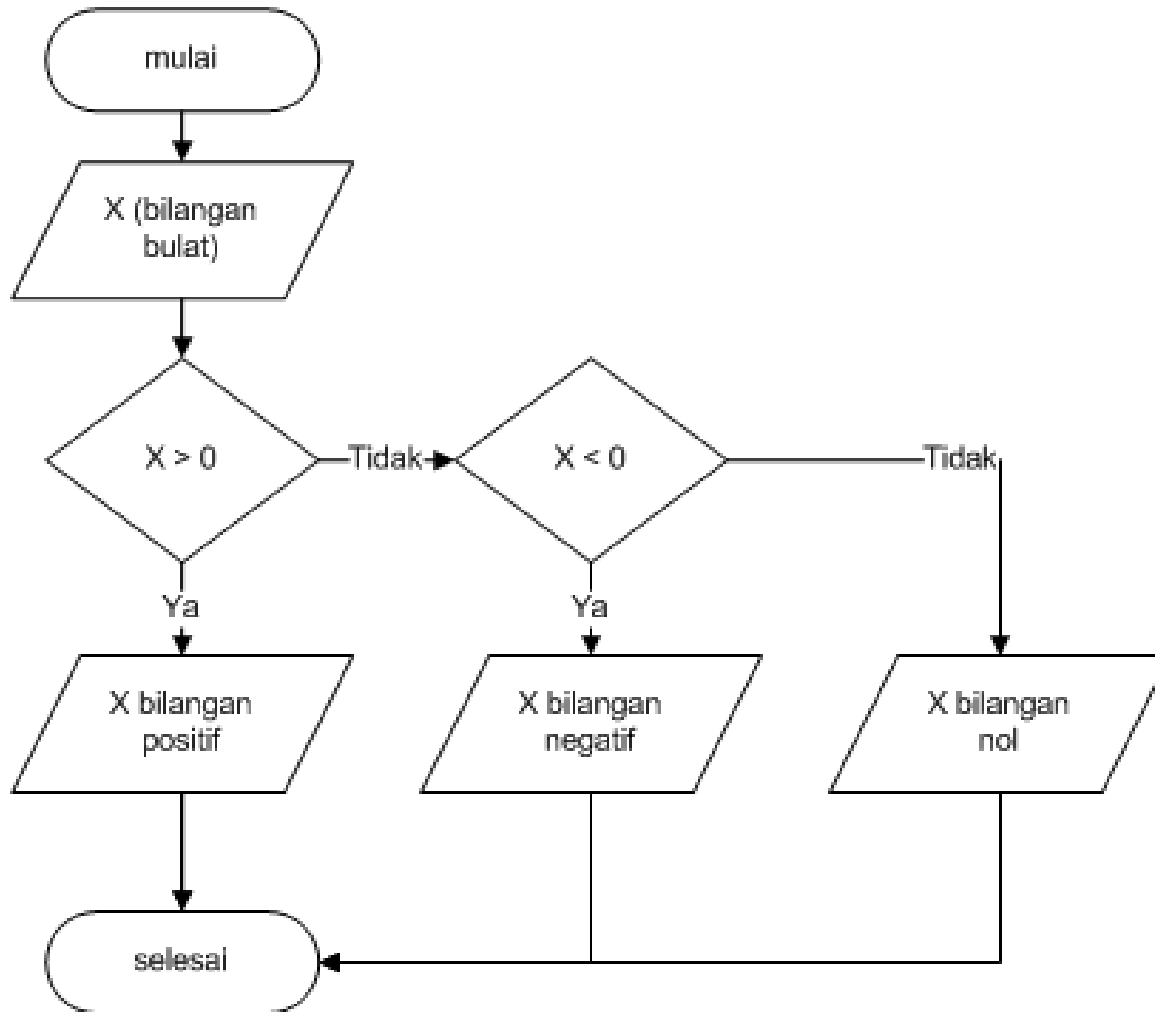 mulai
X (bilangan
bulat)
X > 0
Tidak
X < 0
Tidak
Ya
Ya
X bilangan
positif
X bilangan
negatif
X bilangan
nol
selesai